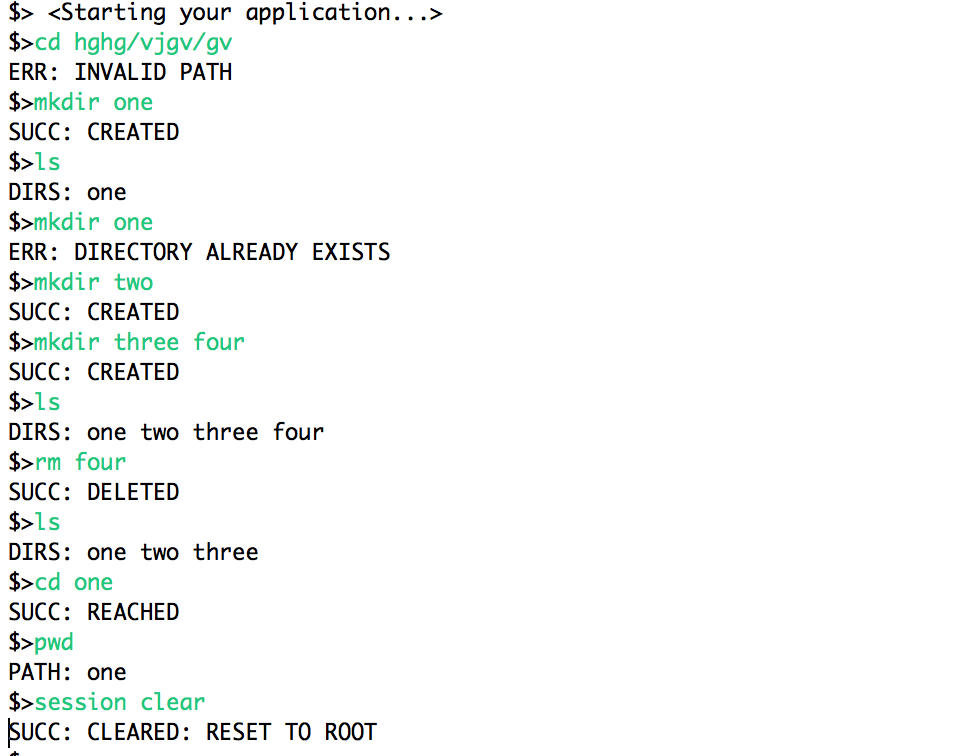 $> <Starting your application...>
$>cd hghg/vjgv/gv
ERR: INVALID PATH
$>mkdir one
SUCC: CREATED
$>ls
DIRS: one
$>mkdir one
ERR: DIRECTORY ALREADY EXISTS
$>mkdir two
SUCC: CREATED
$>mkdir three four
SUCC: CREATED
$>ls
DIRS: one two three four
$>rm four
SUCC: DELETED
$>ls
DIRS: one two three
$>cd one
SUCC: REACHED
$>pwd
PATH: one
$>session clear
SUCC: CLEARED: RESET TO ROOT